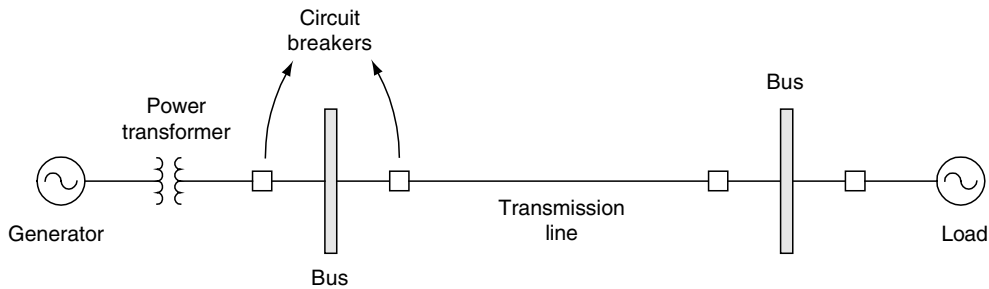 Circuit
breakers
Bus
Power
transformer
Transmission
line
Generator
Load
Bus